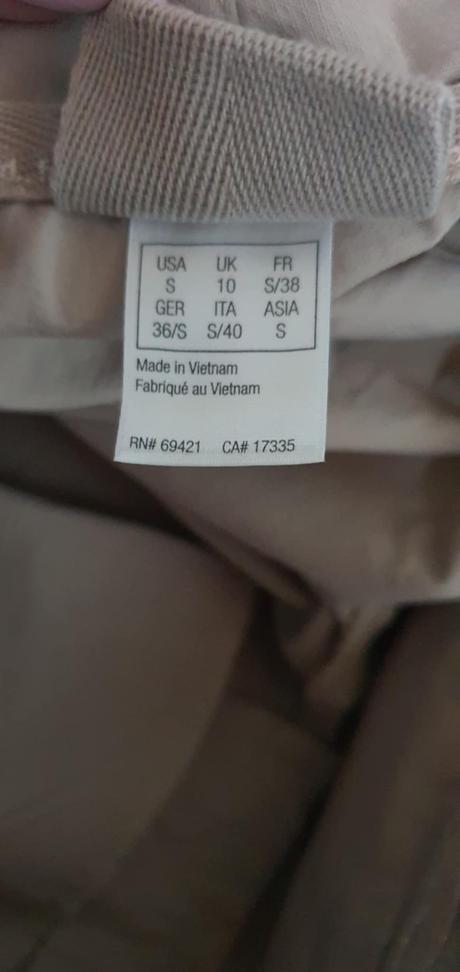 USA UK FR
S 10 S/38
GER ITA ASIA
36/S S/40 S
Made in Vietnam
Fabriqué au Vietnam
RN# 69421 CA# 17335